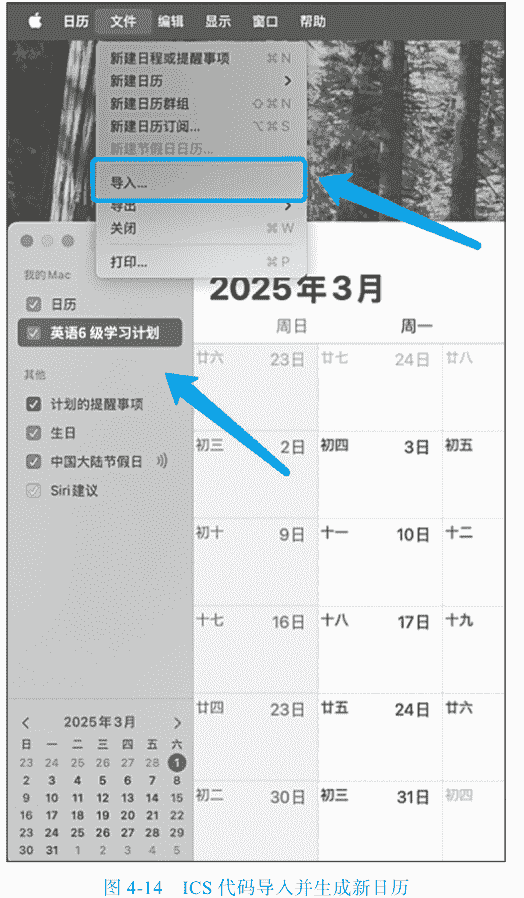 日历 文件 编辑 显示 窗口 帮助
新建日程或提醒事项 ⌘N
新建日历 >
新建日历群组 ⇧⌘N
新建日历订阅... ⌥⌘S
新建节假日日历...
导入...
导出 >
关闭 ⌘W
打印... ⌘P
我的Mac
日历
英语6 级学习计划
其他
计划的提醒事项
生日
中国大陆节假日
Siri建议
2025年3月
周日 周一
廿六 23日 廿七 24日 廿八
初三 2日 初四 3日 初五
初十 9日 十一 10日 十二
十七 16日 十八 17日 十九
廿四 23日 廿五 24日 廿六
初二 30日 初三 31日 初四
< 2025年3月 >
日 一 二 三 四 五 六
23 24 25 26 27 28 1
2 3 4 5 6 7 8
9 10 11 12 13 14 15
16 17 18 19 20 21 22
23 24 25 26 27 28 29
30 31 1 2 3 4 5
图 4-14 ICS 代码导入并生成新日历